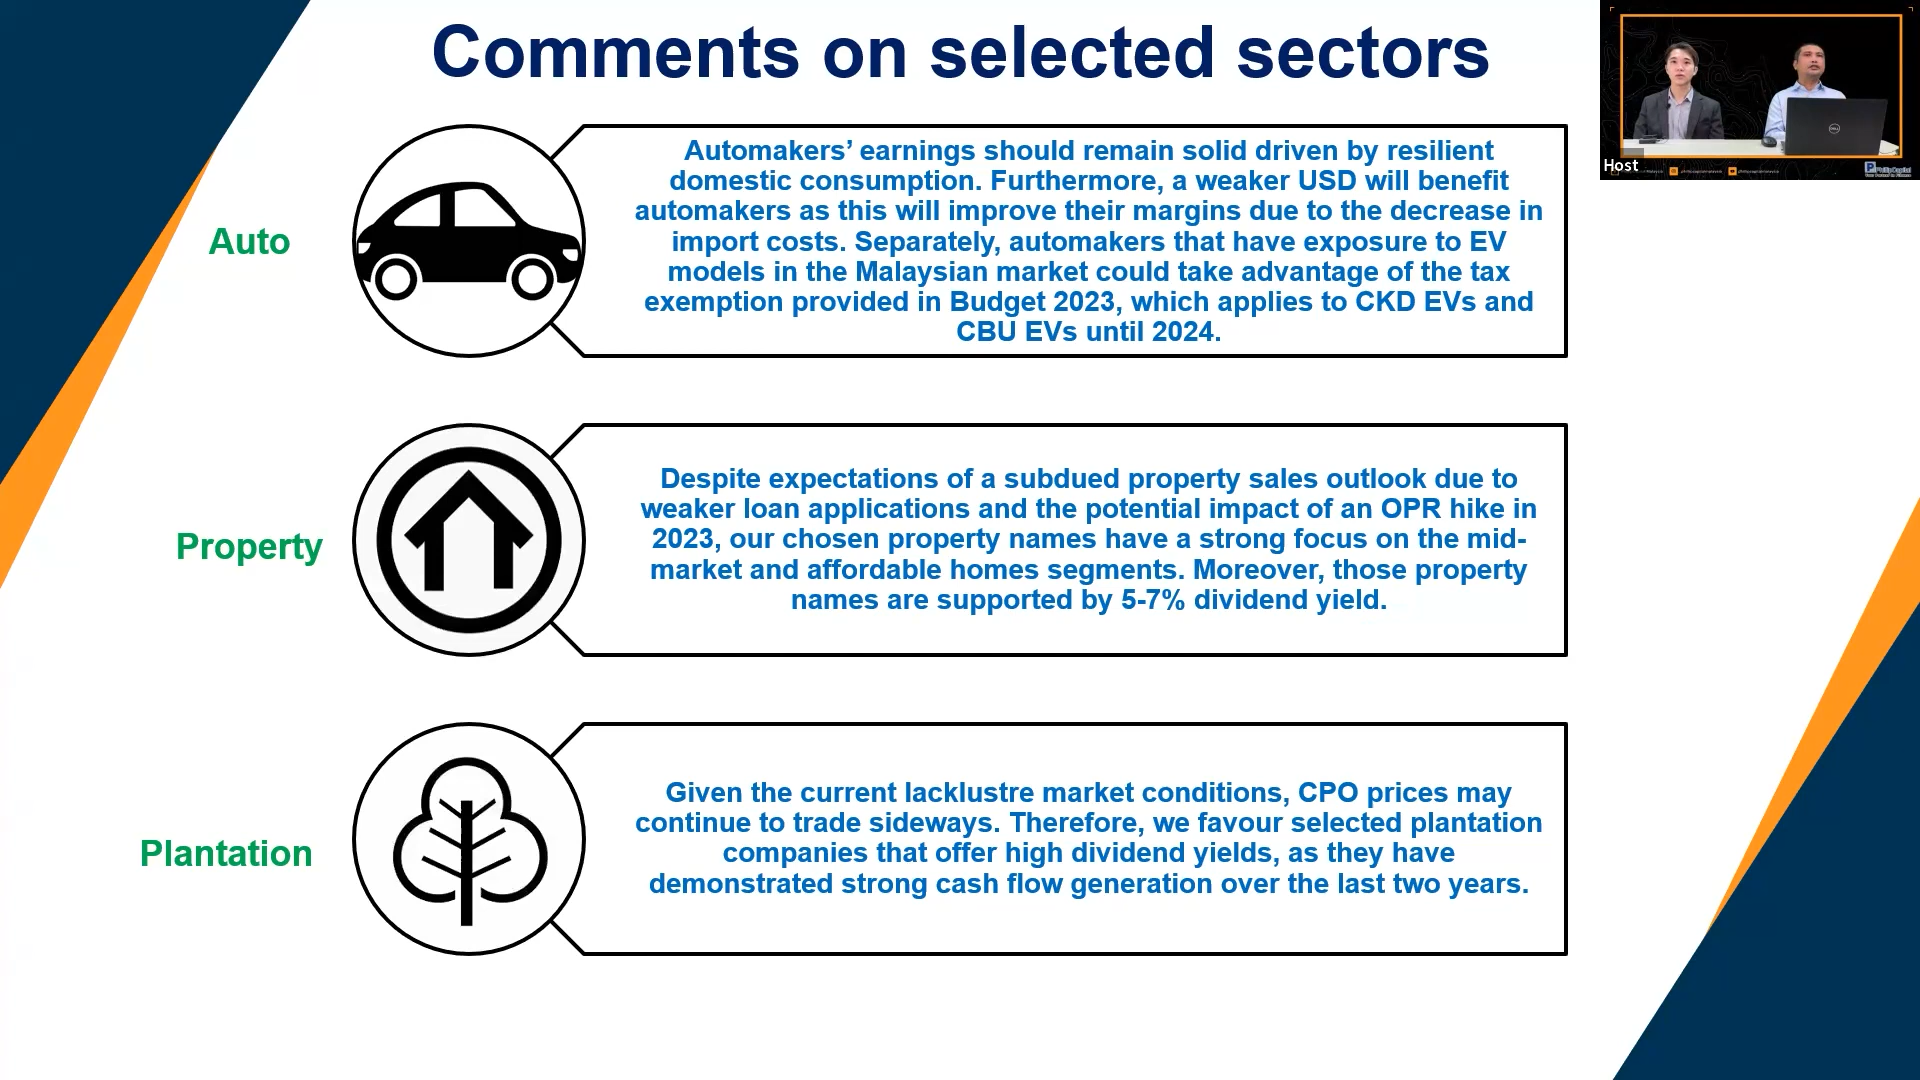 Comments on selected sectors
Host
Auto
Automakers’ earnings should remain solid driven by resilient
domestic consumption. Furthermore, a weaker USD will benefit
automakers as this will improve their margins due to the decrease in
import costs. Separately, automakers that have exposure to EV
models in the Malaysian market could take advantage of the tax
exemption provided in Budget 2023, which applies to CKD EVs and
CBU EVs until 2024.
Property
Despite expectations of a subdued property sales outlook due to
weaker loan applications and the potential impact of an OPR hike in
2023, our chosen property names have a strong focus on the mid-
market and affordable homes segments. Moreover, those property
names are supported by 5-7% dividend yield.
Plantation
Given the current lacklustre market conditions, CPO prices may
continue to trade sideways. Therefore, we favour selected plantation
companies that offer high dividend yields, as they have
demonstrated strong cash flow generation over the last two years.